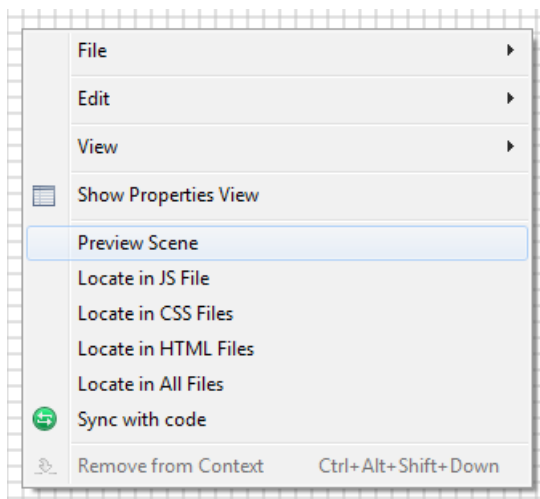 File
Edit
View
Show Properties View
Preview Scene
Locate in JS File
Locate in CSS Files
Locate in HTML Files
Locate in All Files
Sync with code
Remove from Context Ctrl+Alt+Shift+Down